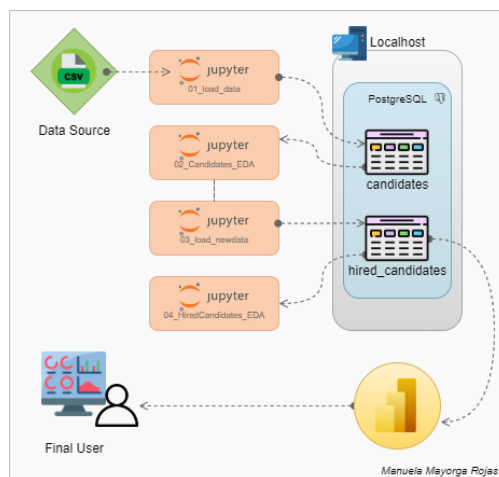 Localhost
CSV
jupyter
01_load_data
PostgreSQL
Data Source
jupyter
02_Candidates_EDA
candidates
jupyter
03_load_newdata
hired_candidates
jupyter
04_HiredCandidates_EDA
Final User
Manuela Mayorga Rojas